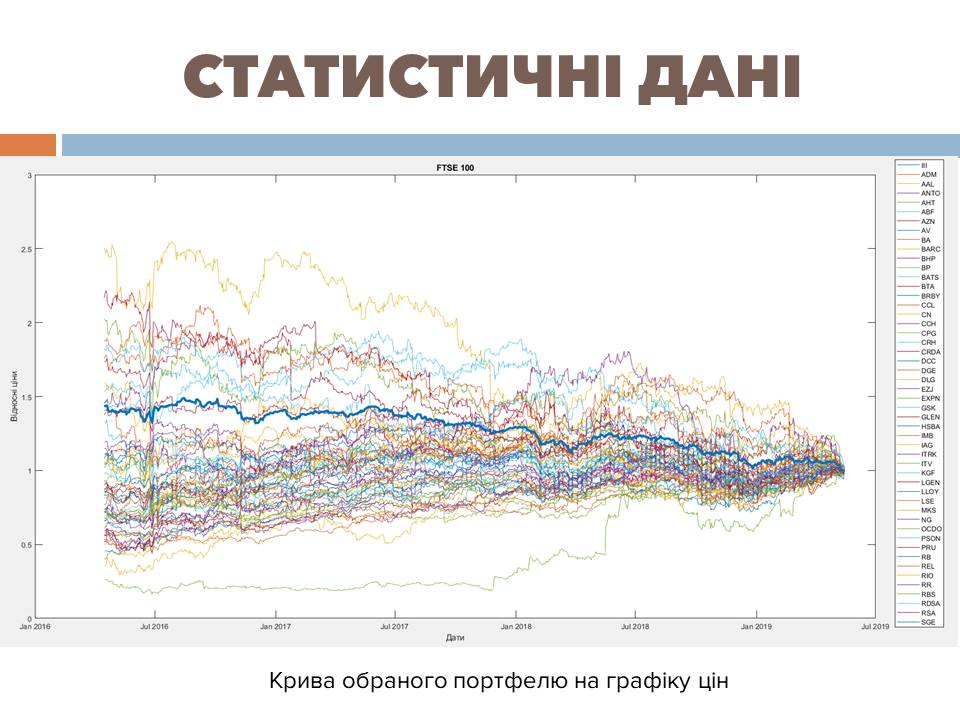 СТАТИСТИЧНІ ДАНІ
FTSE 100
3
2.5
2
1.5
1
0.5
0
Відносні ціни
Jan 2016
Jul 2016
Jan 2017
Jul 2017
Jan 2018
Jul 2018
Jan 2019
Jul 2019
Дати
III
ADM
AAL
ANTO
AHT
ABF
AZN
AV
BA
BARC
BHP
BP
BATS
BTA
BRBY
CCL
CN
CCH
CPG
CRH
CRDA
DCC
DGE
DLG
EZJ
EXPN
GSK
GLEN
HSBA
IMB
IAG
ITRK
ITV
KGF
LGEN
LLOY
LSE
MKS
NG
OCDO
PSON
PRU
RB
REL
RIO
RR
RBS
RDSA
RSA
SGE
Крива обраного портфелю на графіку цін